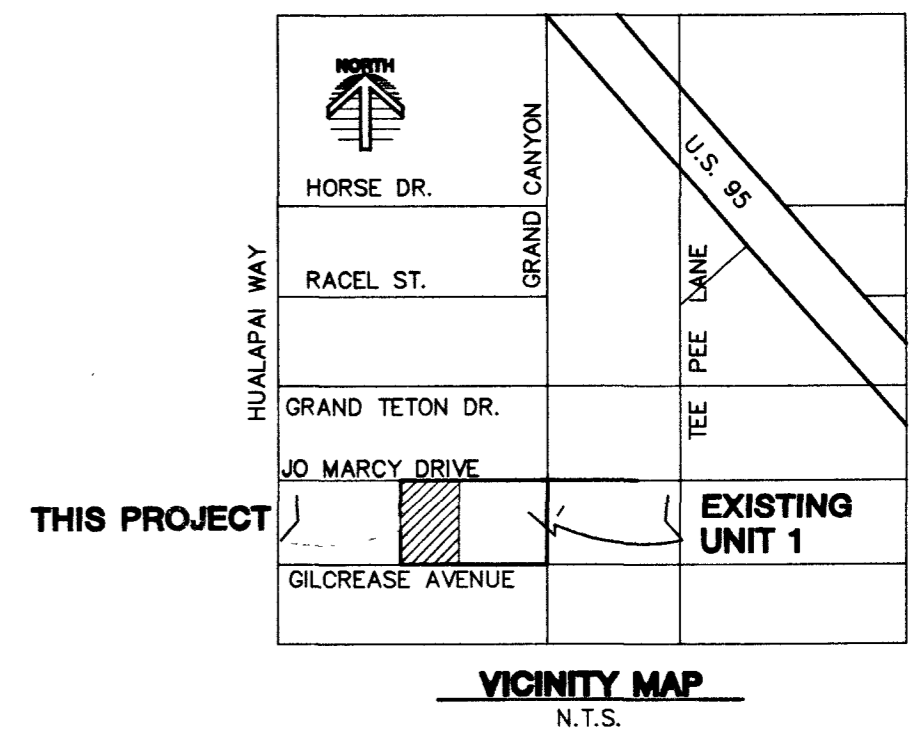 NORTH
HORSE DR.
GRAND CANYON
U.S. 95
HUALAPAI WAY
RACEL ST.
TEE PEE LANE
GRAND TETON DR.
JO MARCY DRIVE
THIS PROJECT
EXISTING
UNIT 1
GILCREASE AVENUE
VICINITY MAP
N.T.S.